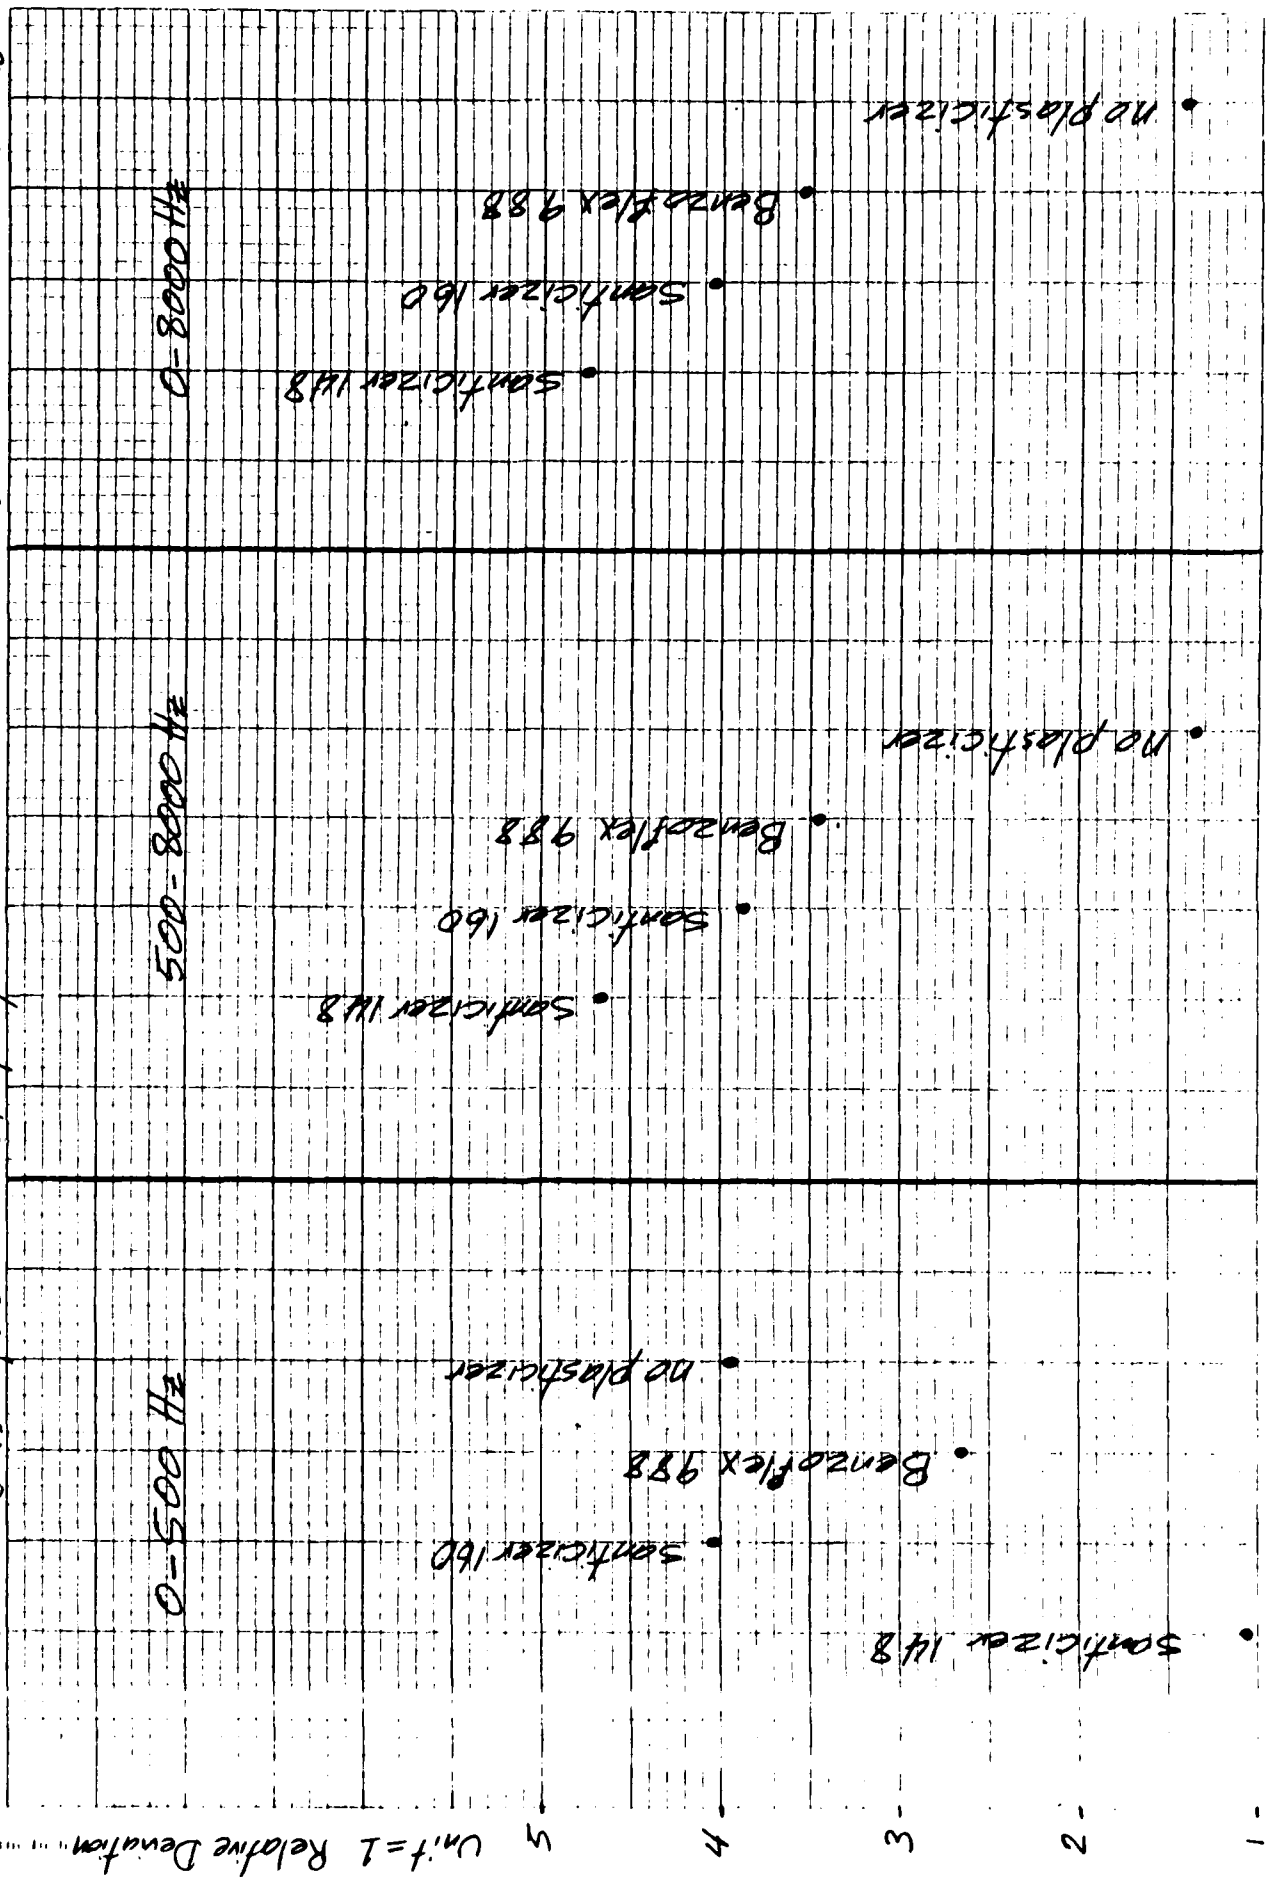 Unit = 1 Relative Deviation
5
4
3
2
1
0-500 Hz
Santicizer 148
Santicizer 160
Benzoflex 988
no plasticizer
500-8000 Hz
Santicizer 148
Santicizer 160
Benzoflex 988
no plasticizer
0-8000 Hz
Santicizer 148
Santicizer 160
Benzoflex 988
no plasticizer